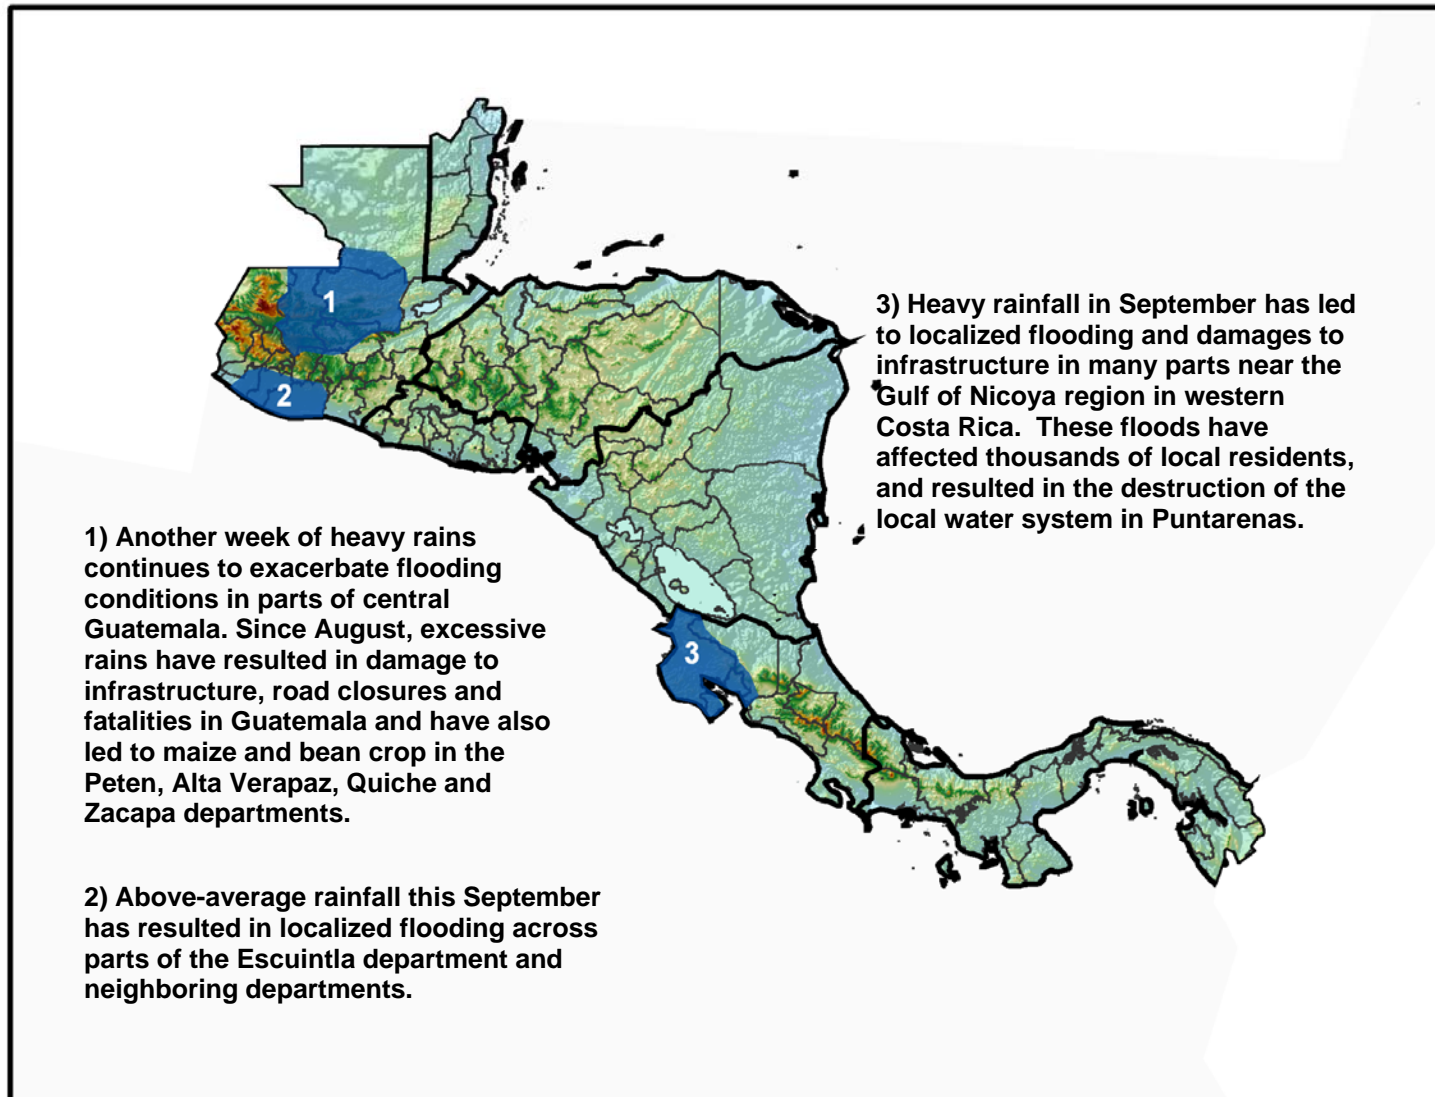 1
2
3
3) Heavy rainfall in September has led
to localized flooding and damages to
infrastructure in many parts near the
Gulf of Nicoya region in western
Costa Rica.  These floods have
affected thousands of local residents,
and resulted in the destruction of the
local water system in Puntarenas.
1) Another week of heavy rains
continues to exacerbate flooding
conditions in parts of central
Guatemala. Since August, excessive
rains have resulted in damage to
infrastructure, road closures and
fatalities in Guatemala and have also
led to maize and bean crop in the
Peten, Alta Verapaz, Quiche and
Zacapa departments.
2) Above-average rainfall this September
has resulted in localized flooding across
parts of the Escuintla department and
neighboring departments.